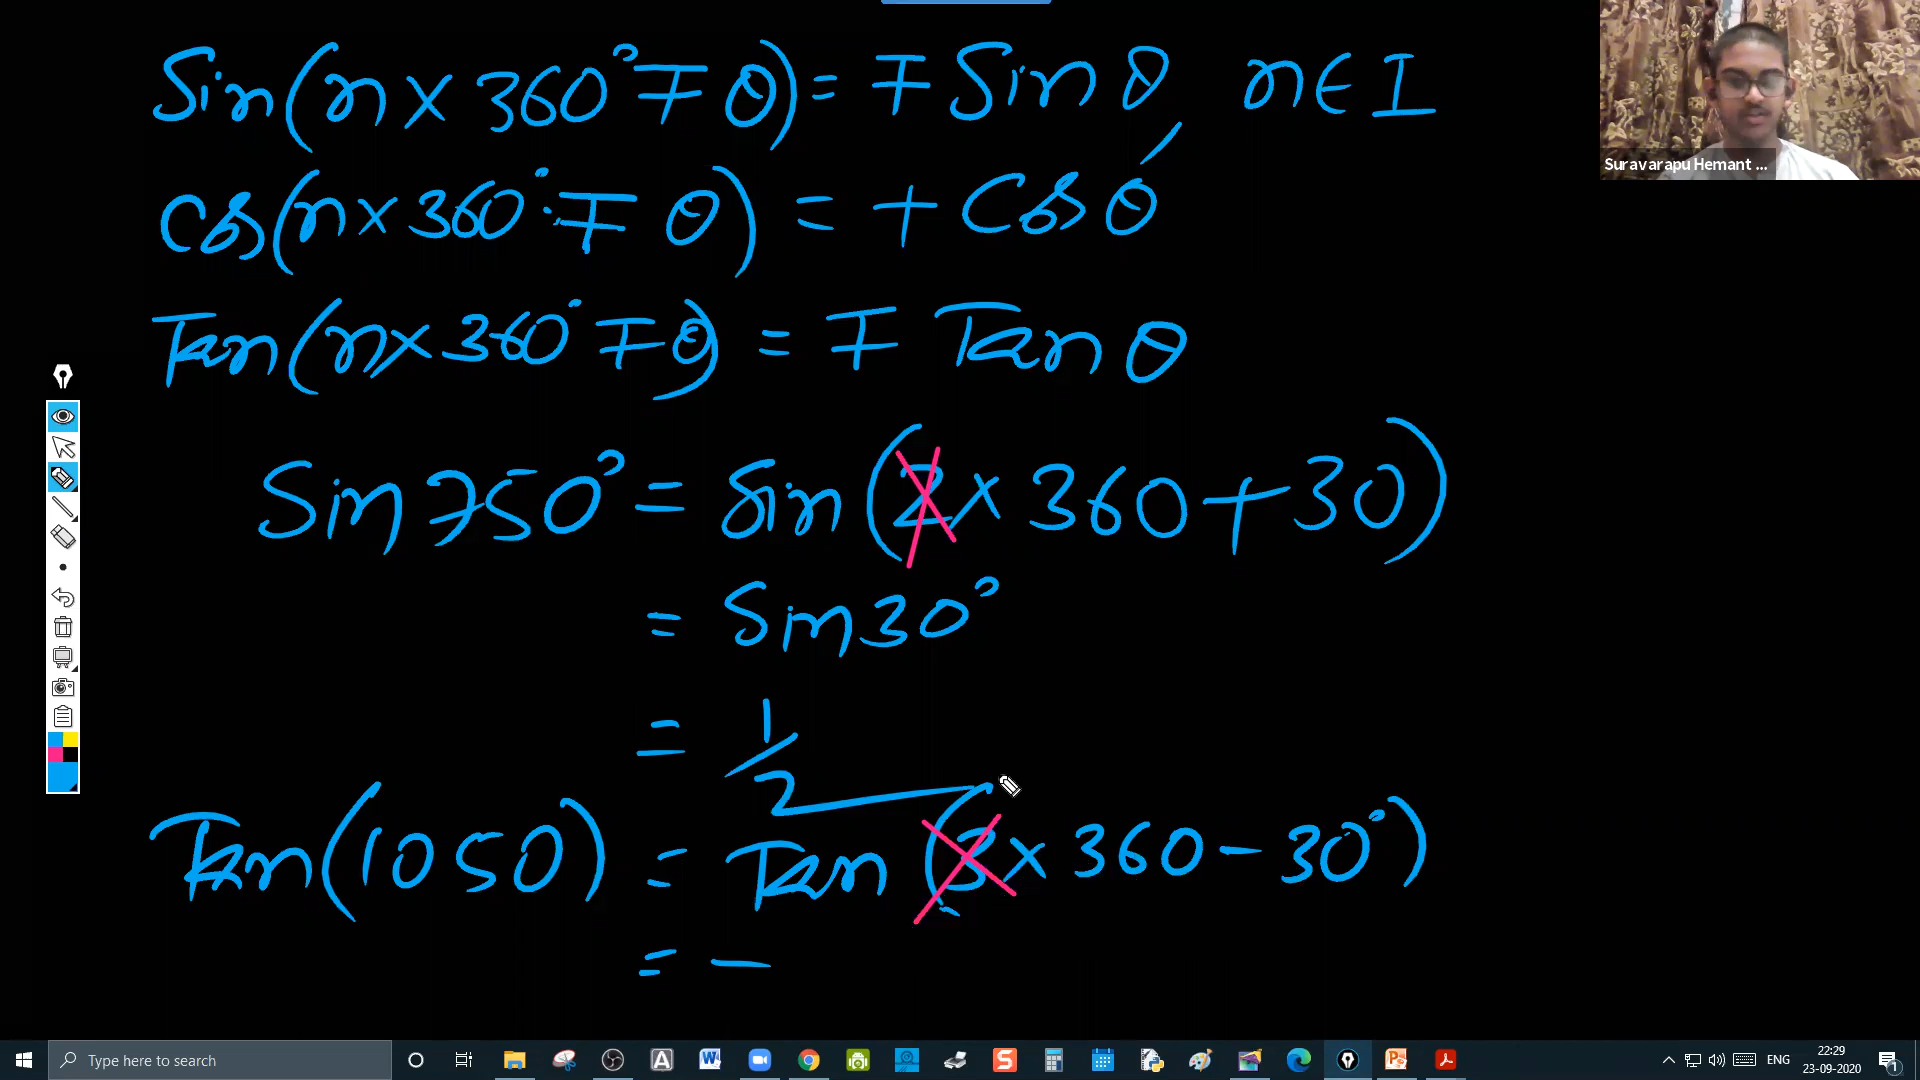 Sin(n×360°∓θ)= ∓ Sin θ, n∈I
Suravarapu Hemant ...
Cos(n×360°∓θ) = + Cos θ
Tan(n×360°∓θ) = ∓ Tan θ
Sin 750° = Sin (2×360+30)
= Sin 30°
= 1/2
Tan(1050) = Tan (3×360-30°)
= -
Type here to search
ENG
22:29
23-09-2020
1